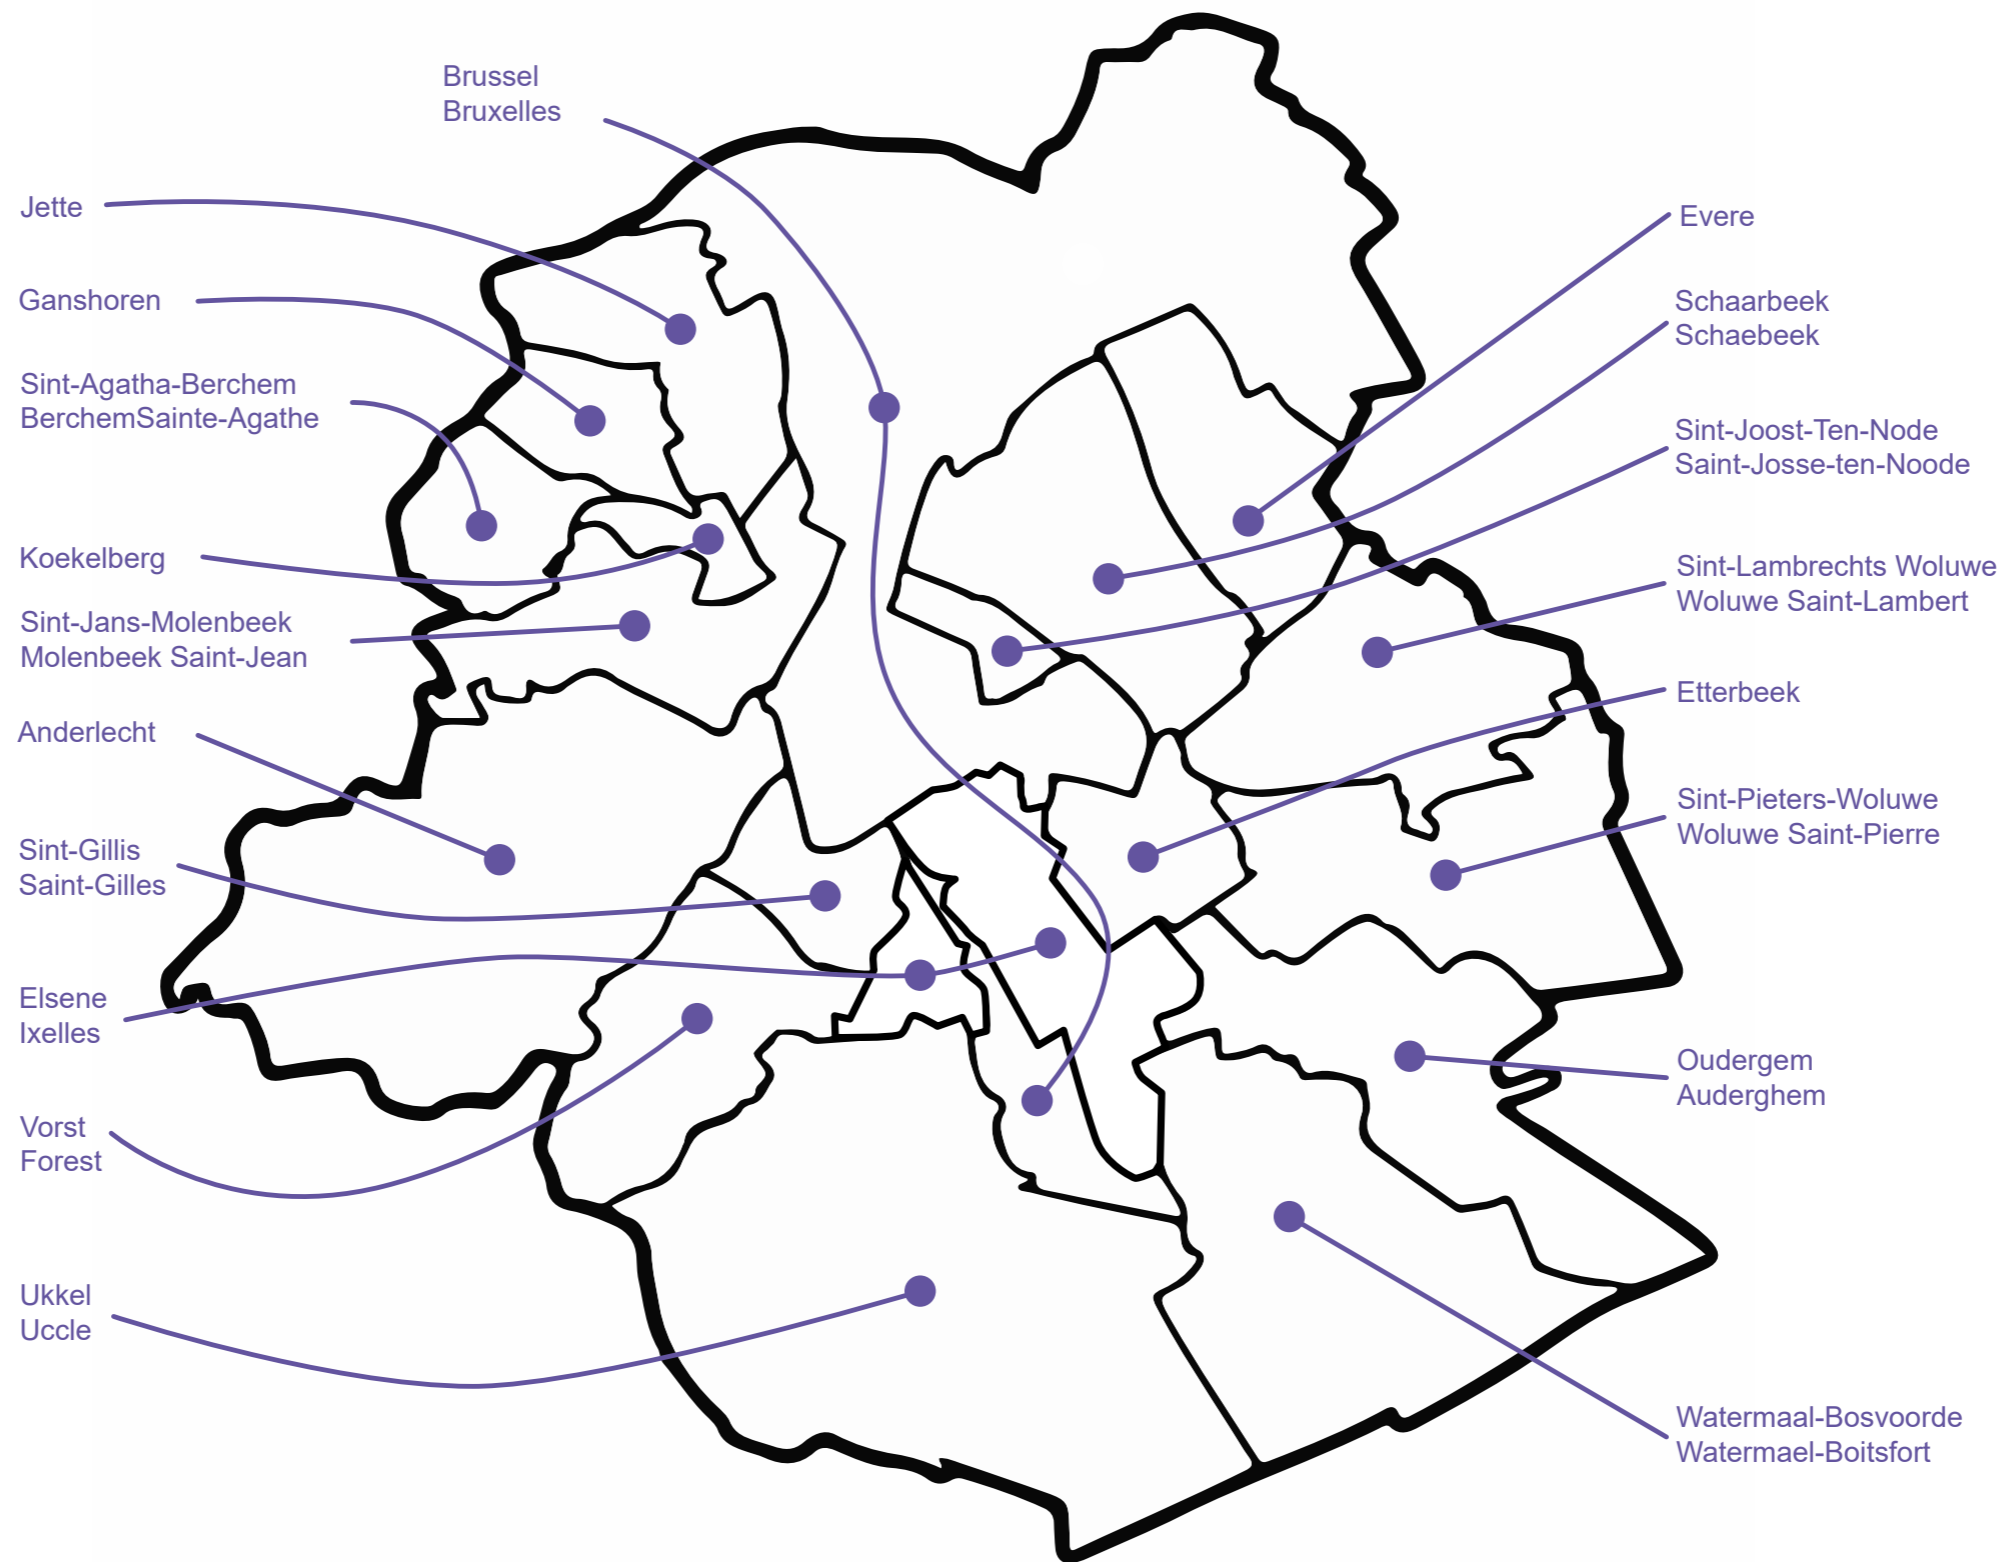 Brussel
Bruxelles
Jette
Ganshoren
Sint-Agatha-Berchem
BerchemSainte-Agathe
Koekelberg
Sint-Jans-Molenbeek
Molenbeek Saint-Jean
Anderlecht
Sint-Gillis
Saint-Gilles
Elsene
Ixelles
Vorst
Forest
Ukkel
Uccle
Evere
Schaarbeek
Schaebeek
Sint-Joost-Ten-Node
Saint-Josse-ten-Noode
Sint-Lambrechts Woluwe
Woluwe Saint-Lambert
Etterbeek
Sint-Pieters-Woluwe
Woluwe Saint-Pierre
Oudergem
Auderghem
Watermaal-Bosvoorde
Watermael-Boitsfort